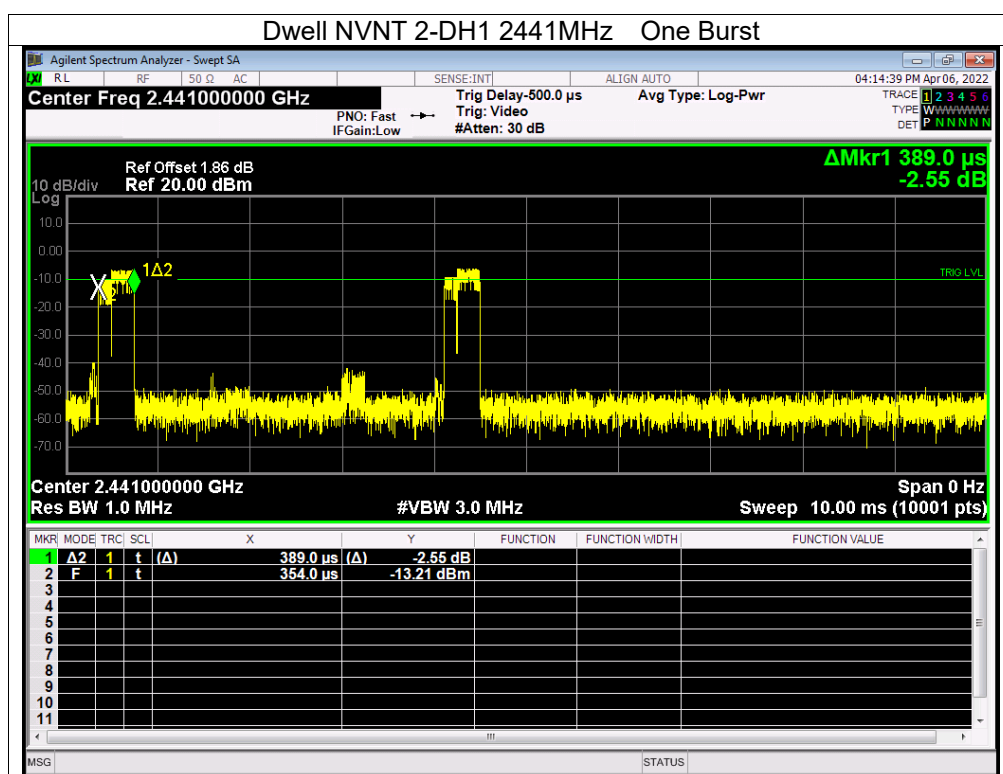 Dwell NVNT 2-DH1 2441MHz One Burst
Agilent Spectrum Analyzer - Swept SA
LXI RL RF 50 Ω AC SENSE:INT ALIGN AUTO 04:14:39 PM Apr 06, 2022
Center Freq 2.441000000 GHz Trig Delay-500.0 µs Avg Type: Log-Pwr TRACE 1 2 3 4 5 6
PNO: Fast Trig: Video TYPE WWWWWW
IFGain:Low #Atten: 30 dB DET P N N N N N
ΔMkr1 389.0 µs
-2.55 dB
Ref Offset 1.86 dB
10 dB/div Ref 20.00 dBm
Log
10.0
0.00
-10.0
-20.0
-30.0
-40.0
-50.0
-60.0
-70.0
1Δ2
2
TRIG LVL
Center 2.441000000 GHz Span 0 Hz
Res BW 1.0 MHz #VBW 3.0 MHz Sweep 10.00 ms (10001 pts)
MKR MODE TRC SCL X Y FUNCTION FUNCTION WIDTH FUNCTION VALUE
1 Δ2 1 t (Δ) 389.0 µs (Δ) -2.55 dB
2 F 1 t 354.0 µs -13.21 dBm
3
4
5
6
7
8
9
10
11
MSG STATUS